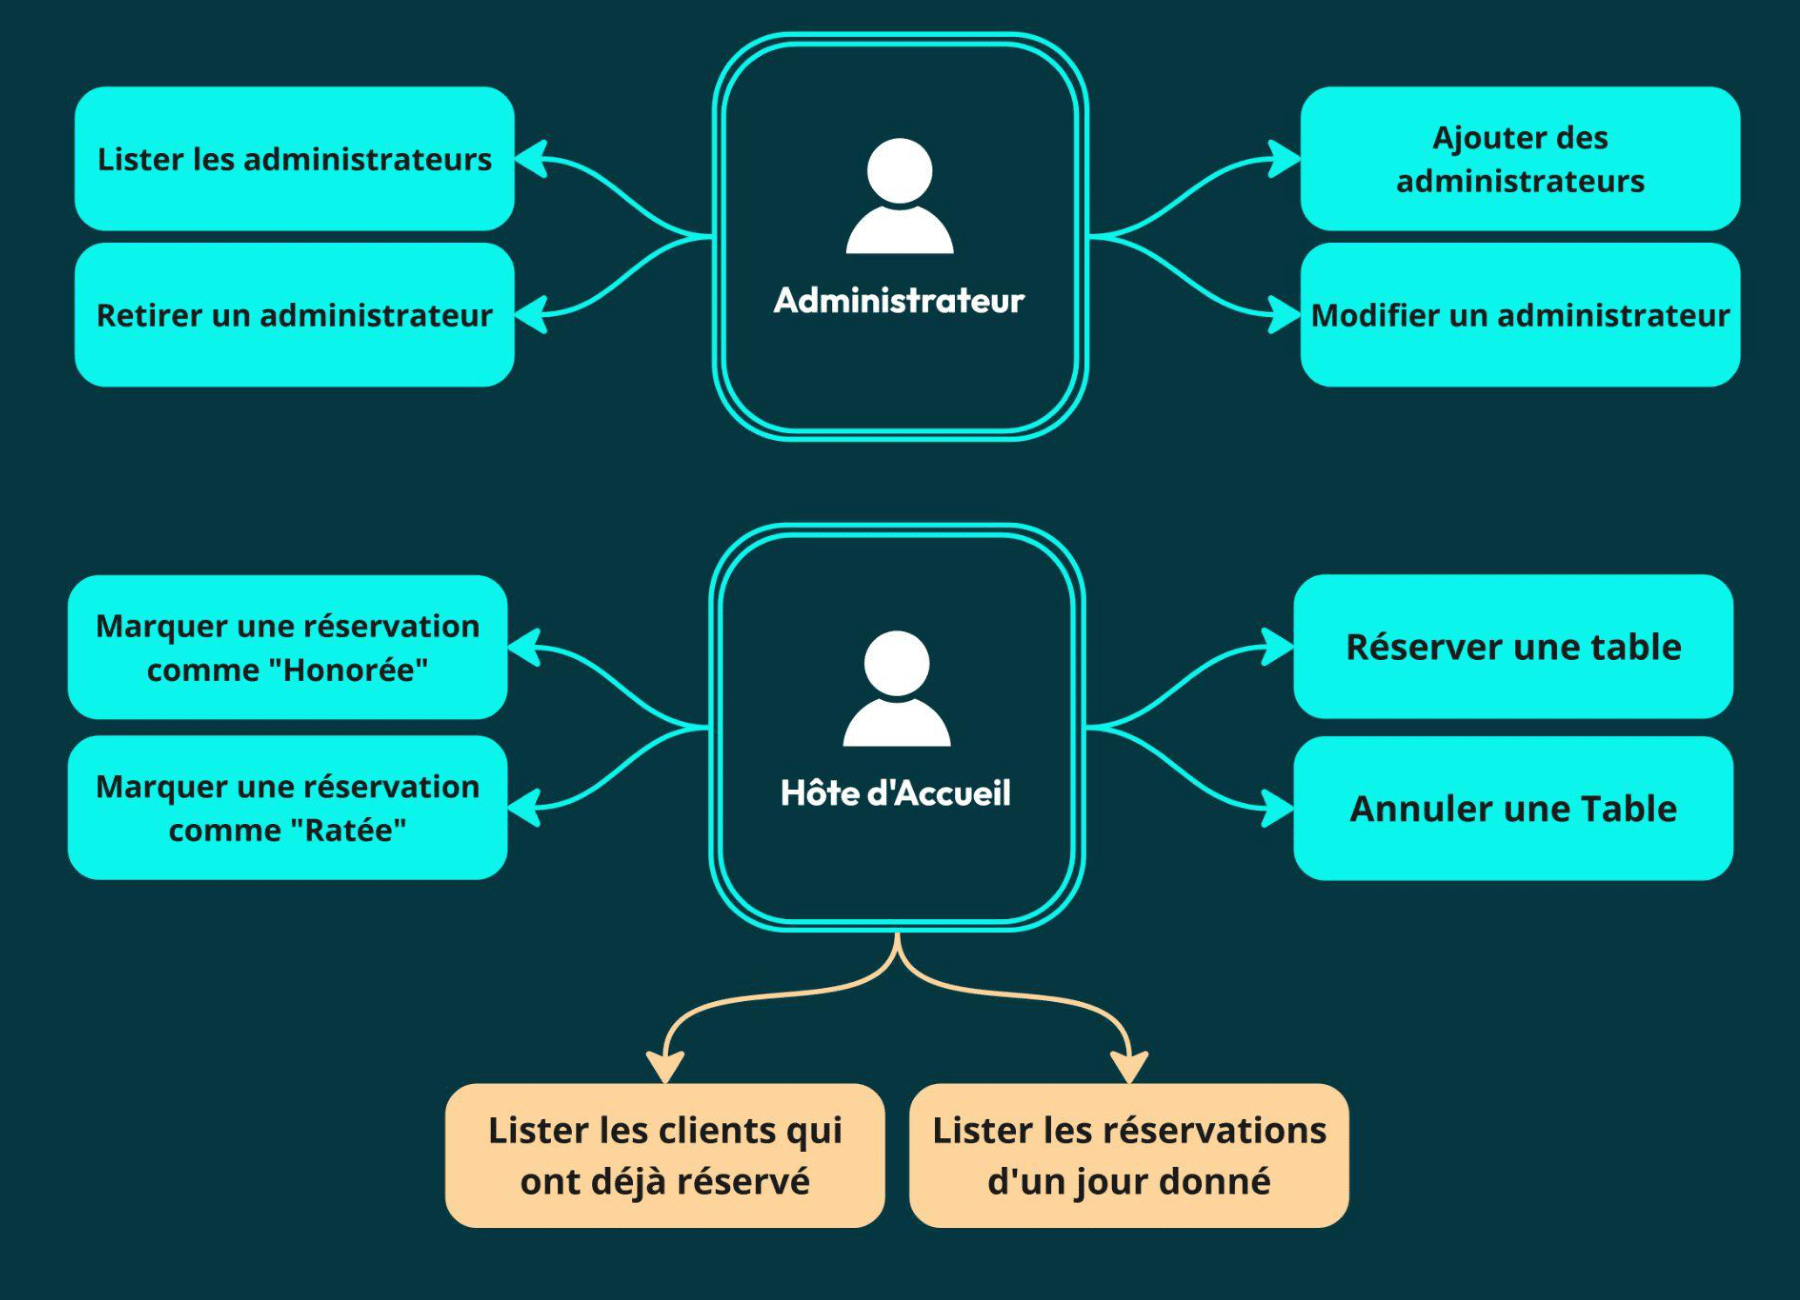 Lister les administrateurs
Retirer un administrateur
Administrateur
Ajouter des
administrateurs
Modifier un administrateur
Marquer une réservation
comme "Honorée"
Marquer une réservation
comme "Ratée"
Hôte d'Accueil
Réserver une table
Annuler une Table
Lister les clients qui
ont déjà réservé
Lister les réservations
d'un jour donné